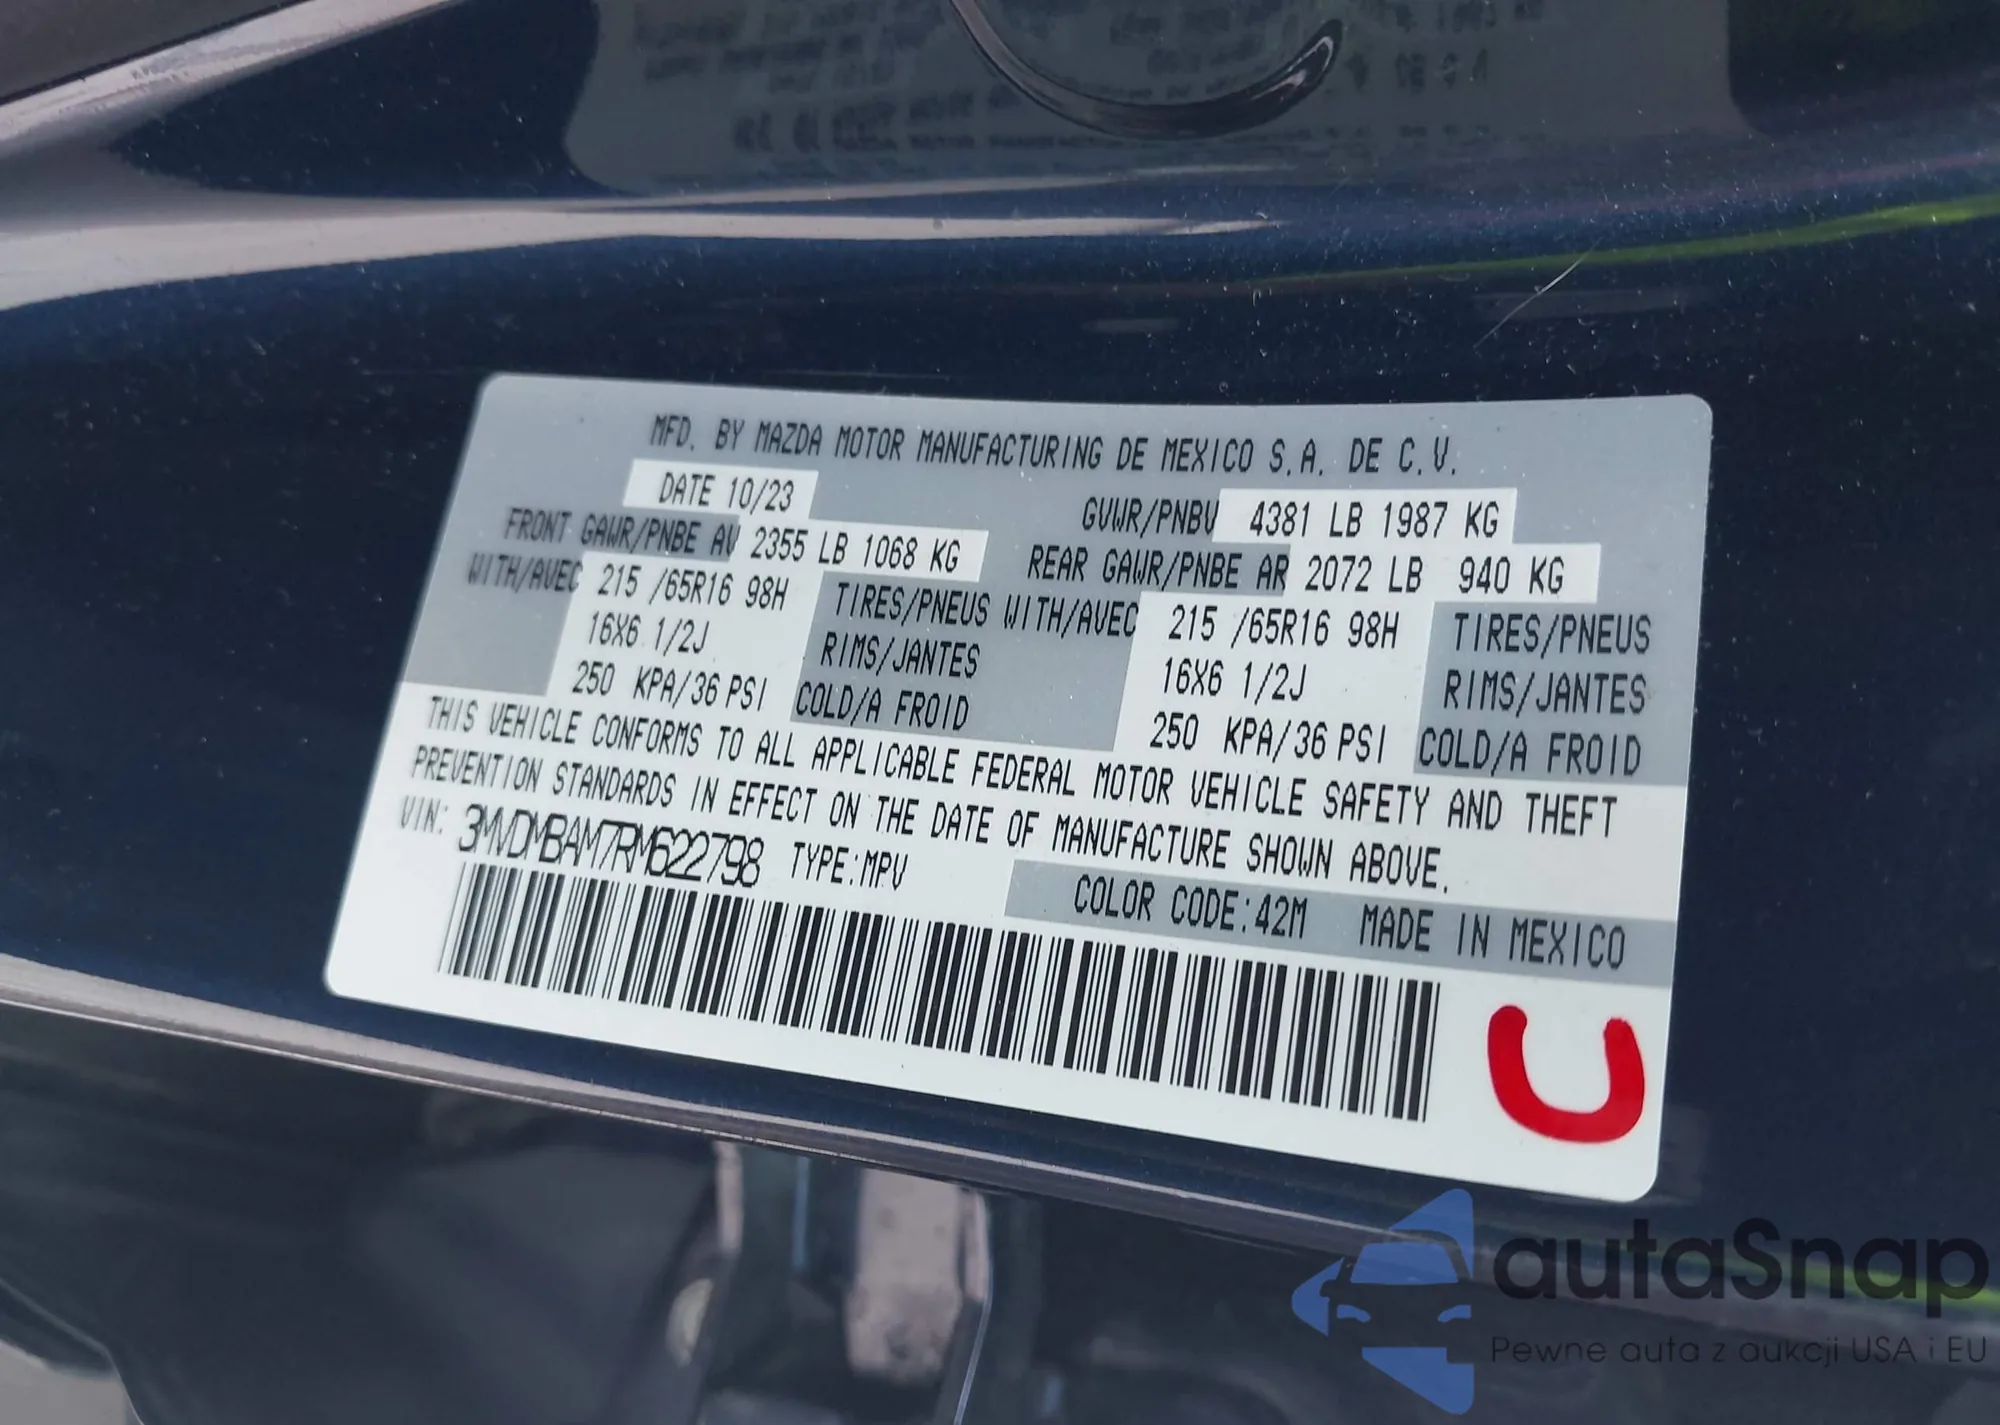 MFD. BY MAZDA MOTOR MANUFACTURING DE MEXICO S.A. DE C.V.
DATE 10/23
GVWR/PNBV 4381 LB 1987 KG
FRONT GAWR/PNBE AV 2355 LB 1068 KG
REAR GAWR/PNBE AR 2072 LB 940 KG
WITH/AVEC 215 /65R16 98H TIRES/PNEUS WITH/AVEC 215 /65R16 98H TIRES/PNEUS
16X6 1/2J RIMS/JANTES 16X6 1/2J RIMS/JANTES
250 KPA/36 PSI COLD/A FROID 250 KPA/36 PSI COLD/A FROID
THIS VEHICLE CONFORMS TO ALL APPLICABLE FEDERAL MOTOR VEHICLE SAFETY AND THEFT
PREVENTION STANDARDS IN EFFECT ON THE DATE OF MANUFACTURE SHOWN ABOVE.
VIN: 3MVDMBAM7RM622798 TYPE:MPV
COLOR CODE:42M MADE IN MEXICO
autaSnap
Pewne auta z aukcji USA i EU